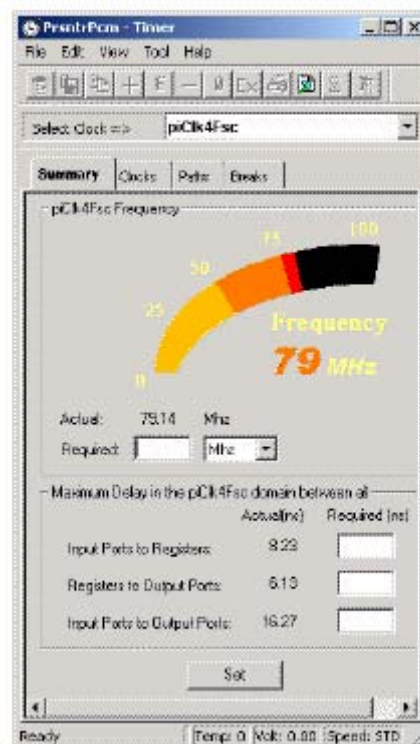 PrsntrPcm - Timer
File Edit View Tool Help
Select Clock =>> piClk4Fsc
Summary Clocks Paths Breaks
piClk4Fsc Frequency
0 25 50 75 100
Frequency
79 MHz
Actual: 79.14 Mhz
Required: Mhz
Maximum Delay in the piClk4Fsc domain between all
Actual(ns) Required (ns)
Input Ports to Registers: 8.23
Registers to Output Ports: 6.13
Input Ports to Output Ports: 16.27
Set
Ready Temp: 0 Volt: 0.00 Speed: STD